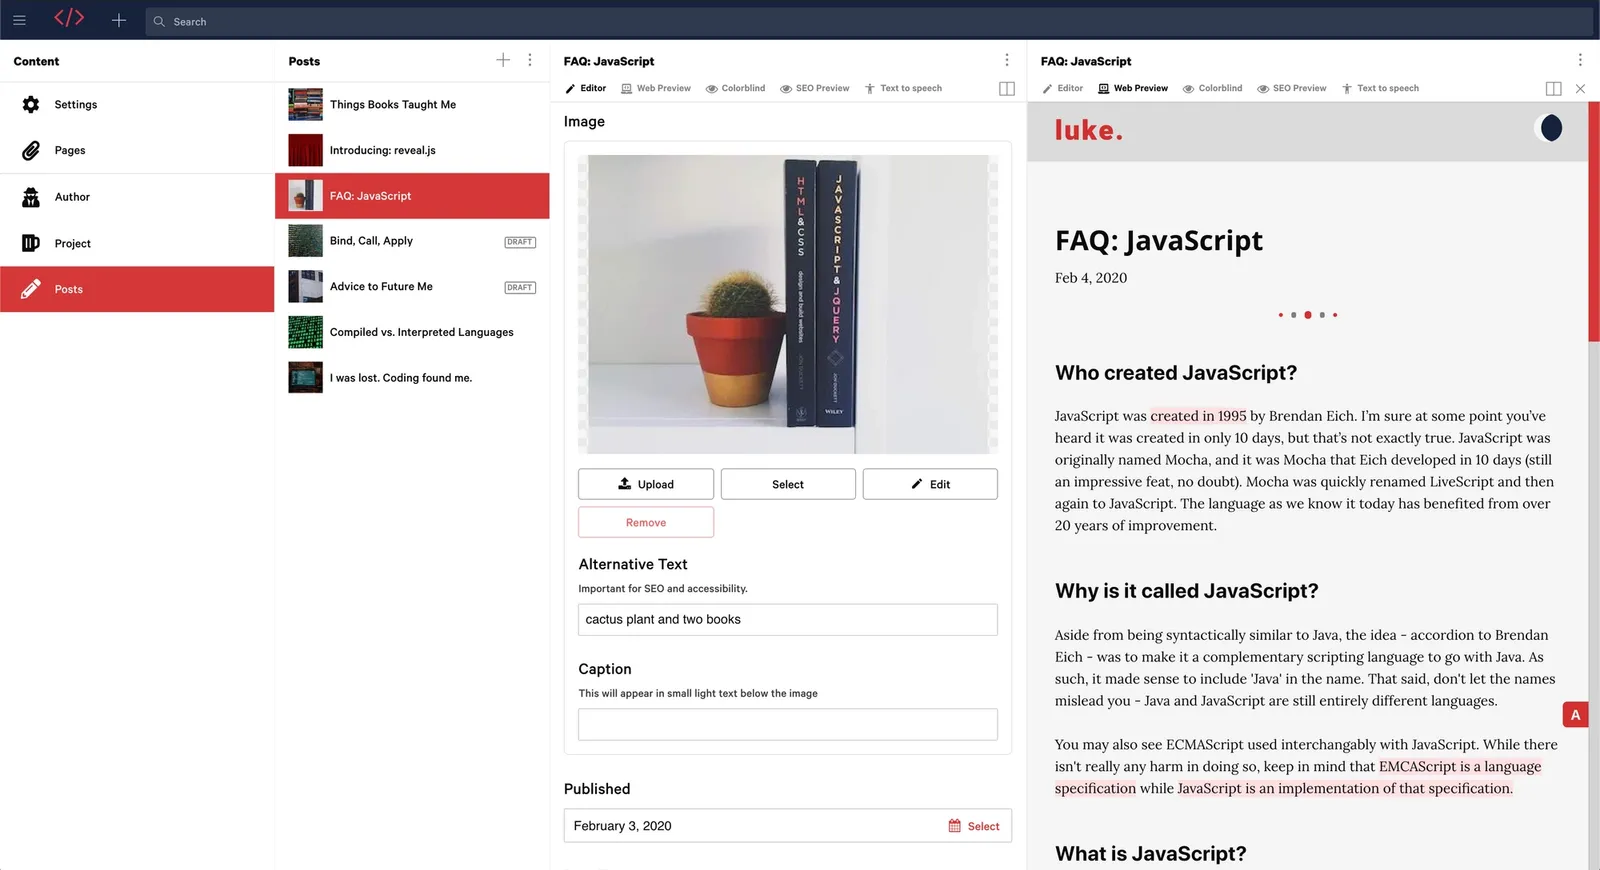 </>
Search
Content
Settings
Pages
Author
Project
Posts
Posts
Things Books Taught Me
Introducing: reveal.js
FAQ: JavaScript
Bind, Call, Apply
DRAFT
Advice to Future Me
DRAFT
Compiled vs. Interpreted Languages
I was lost. Coding found me.
FAQ: JavaScript
Editor
Web Preview
Colorblind
SEO Preview
Text to speech
Image
HTML&CSS
design and build websites
JON DUCKETT
JAVASCRIPT&JQUERY
JON DUCKETT
WILEY
Upload
Select
Edit
Remove
Alternative Text
Important for SEO and accessibility.
cactus plant and two books
Caption
This will appear in small light text below the image
Published
February 3, 2020
Select
FAQ: JavaScript
Editor
Web Preview
Colorblind
SEO Preview
Text to speech
luke.
FAQ: JavaScript
Feb 4, 2020
Who created JavaScript?
JavaScript was created in 1995 by Brendan Eich. I’m sure at some point you’ve
heard it was created in only 10 days, but that’s not exactly true. JavaScript was
originally named Mocha, and it was Mocha that Eich developed in 10 days (still
an impressive feat, no doubt). Mocha was quickly renamed LiveScript and then
again to JavaScript. The language as we know it today has benefited from over
20 years of improvement.
Why is it called JavaScript?
Aside from being syntactically similar to Java, the idea - accordion to Brendan
Eich - was to make it a complementary scripting language to go with Java. As
such, it made sense to include 'Java' in the name. That said, don't let the names
mislead you - Java and JavaScript are still entirely different languages.
A
You may also see ECMAScript used interchangably with JavaScript. While there
isn't really any harm in doing so, keep in mind that EMCAScript is a language
specification while JavaScript is an implementation of that specification.
What is JavaScript?